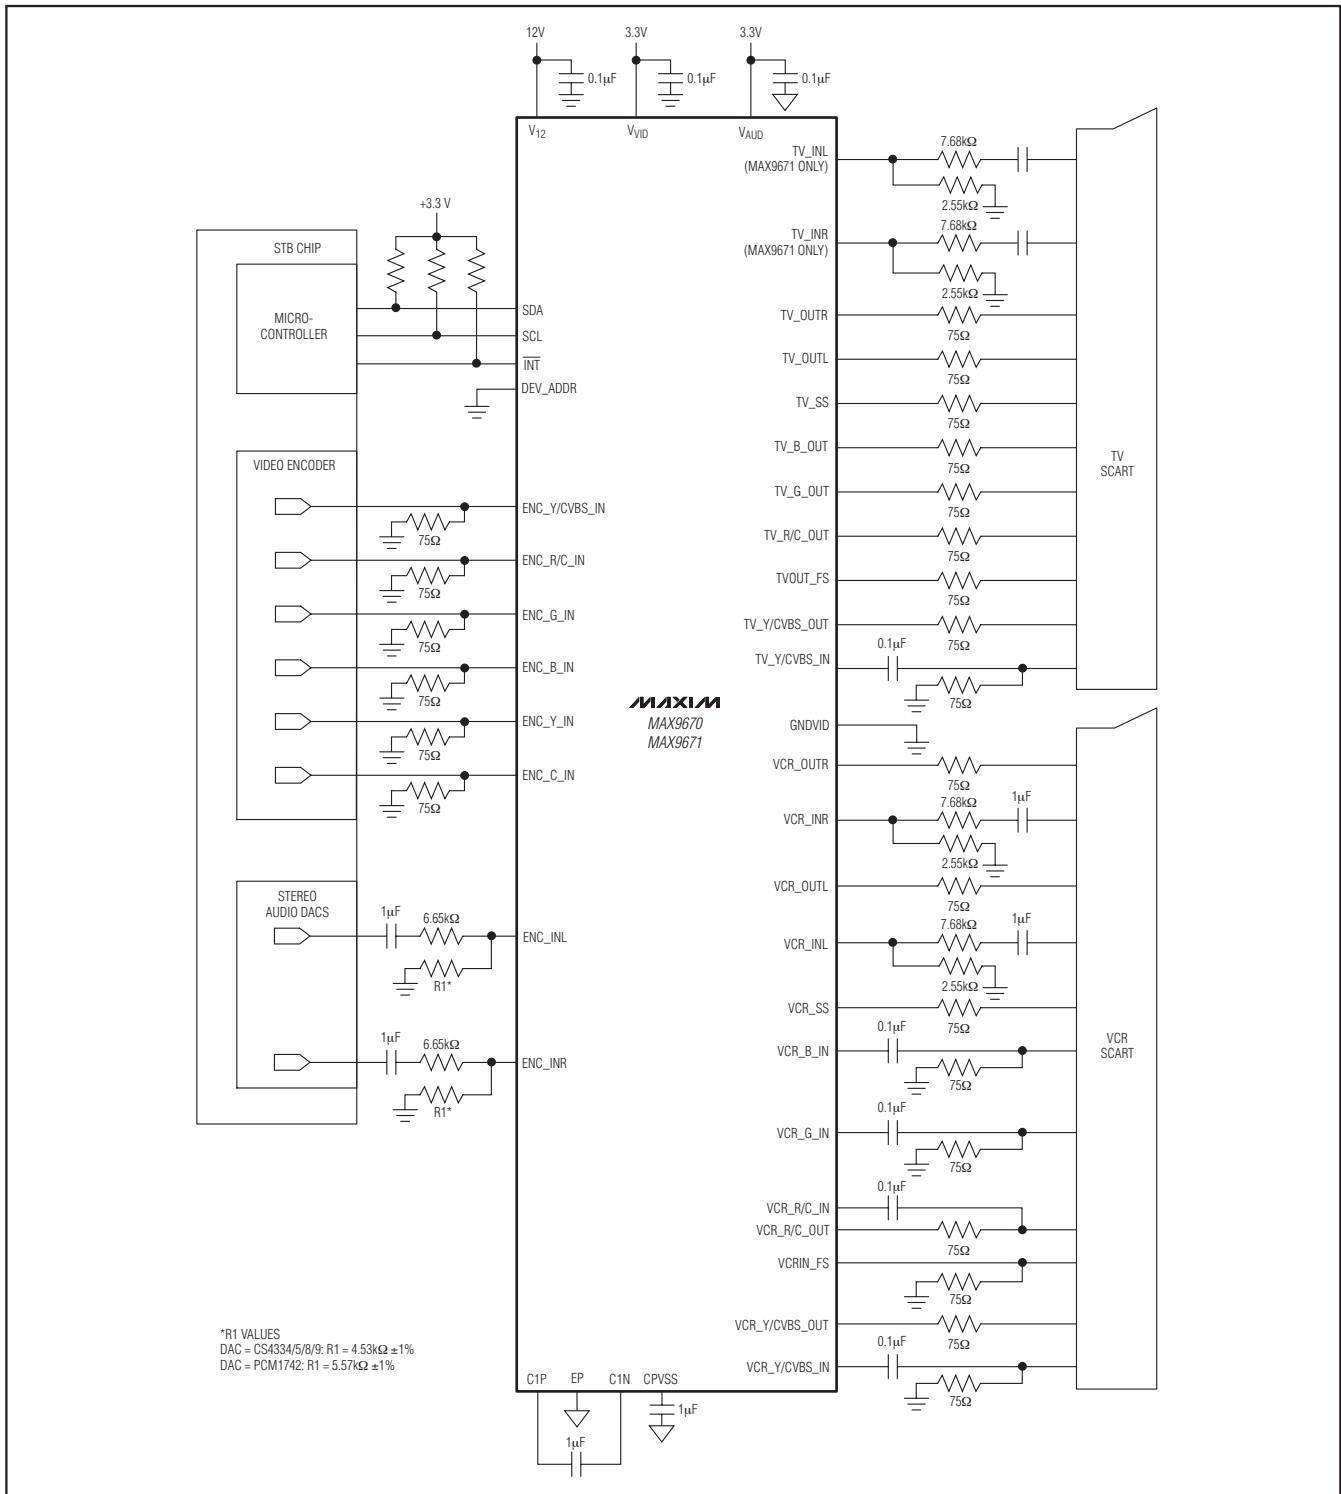 12V
3.3V
3.3V
0.1µF
0.1µF
0.1µF
V12
VVID
VAUD
STB CHIP
MICRO-
CONTROLLER
+3.3 V
SDA
SCL
INT
DEV_ADDR
VIDEO ENCODER
ENC_Y/CVBS_IN
75Ω
ENC_R/C_IN
75Ω
ENC_G_IN
75Ω
ENC_B_IN
75Ω
ENC_Y_IN
75Ω
ENC_C_IN
75Ω
STEREO
AUDIO DACS
1µF
6.65kΩ
ENC_INL
R1*
1µF
6.65kΩ
ENC_INR
R1*
*R1 VALUES
DAC = CS4334/5/8/9: R1 = 4.53kΩ ±1%
DAC = PCM1742: R1 = 5.57kΩ ±1%
MAXIM
MAX9670
MAX9671
C1P
EP
C1N
CPVSS
1µF
1µF
TV_INL
(MAX9671 ONLY)
7.68kΩ
2.55kΩ
TV_INR
(MAX9671 ONLY)
7.68kΩ
2.55kΩ
TV_OUTR
75Ω
TV_OUTL
75Ω
TV_SS
75Ω
TV_B_OUT
75Ω
TV_G_OUT
75Ω
TV_R/C_OUT
75Ω
TVOUT_FS
75Ω
TV_Y/CVBS_OUT
75Ω
TV_Y/CVBS_IN
0.1µF
75Ω
TV
SCART
GNDVID
VCR_OUTR
75Ω
VCR_INR
7.68kΩ
1µF
2.55kΩ
VCR_OUTL
75Ω
VCR_INL
7.68kΩ
1µF
2.55kΩ
VCR_SS
75Ω
VCR_B_IN
0.1µF
75Ω
VCR_G_IN
0.1µF
75Ω
VCR_R/C_IN
0.1µF
VCR_R/C_OUT
75Ω
VCRIN_FS
75Ω
VCR_Y/CVBS_OUT
75Ω
VCR_Y/CVBS_IN
0.1µF
75Ω
VCR
SCART